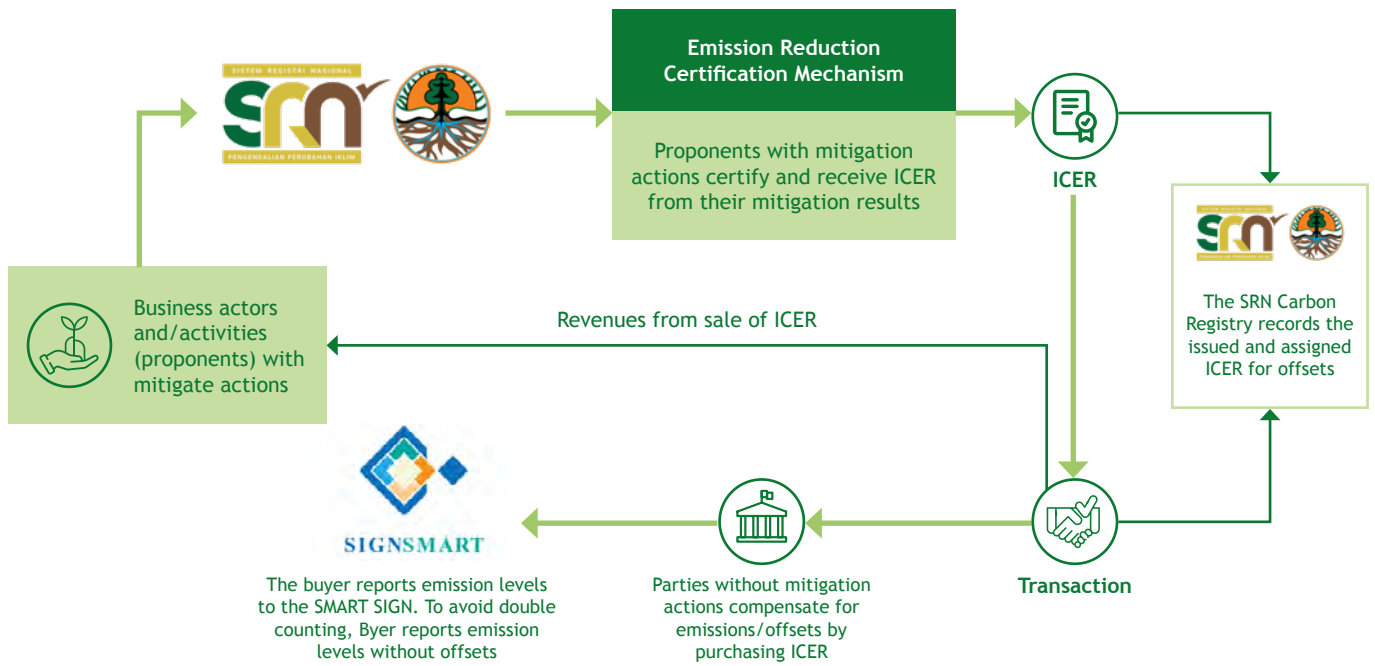 Emission Reduction
Certification Mechanism
SISTEM REGISTRI NASIONAL
SRN
PENGENDALIAN PERUBAHAN IKLIM
Proponents with mitigation
actions certify and receive ICER
from their mitigation results
ICER
SRN
The SRN Carbon
Registry records the
issued and assigned
ICER for offsets
Business actors
and/activities
(proponents) with
mitigate actions
Revenues from sale of ICER
SIGNSMART
The buyer reports emission levels
to the SMART SIGN. To avoid double
counting, Byer reports emission
levels without offsets
Parties without mitigation
actions compensate for
emissions/offsets by
purchasing ICER
Transaction